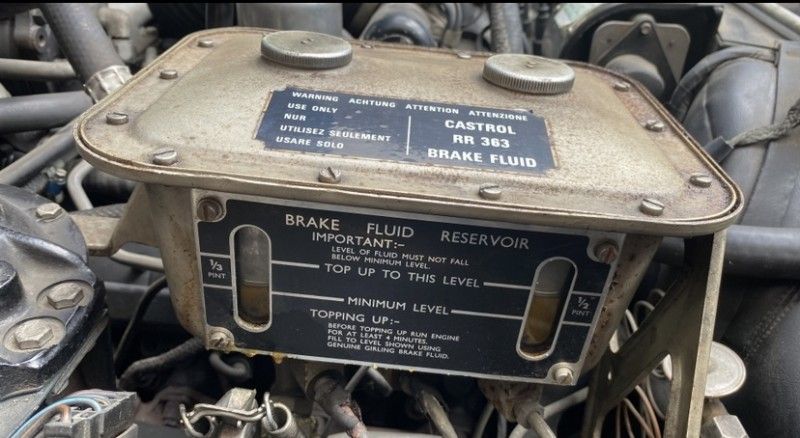 WARNING ACHTUNG ATTENTION ATTENZIONE
USE ONLY
NUR
UTILISEZ SEULEMENT
USARE SOLO
CASTROL
RR 363
BRAKE FLUID
BRAKE FLUID RESERVOIR
IMPORTANT:-
LEVEL OF FLUID MUST NOT FALL
BELOW MINIMUM LEVEL.
TOP UP TO THIS LEVEL
1/3
PINT
MINIMUM LEVEL
1/2
PINT
TOPPING UP:-
BEFORE TOPPING UP RUN ENGINE
FOR AT LEAST 4 MINUTES.
FILL TO LEVEL SHOWN USING
GENUINE GIRLING BRAKE FLUID.